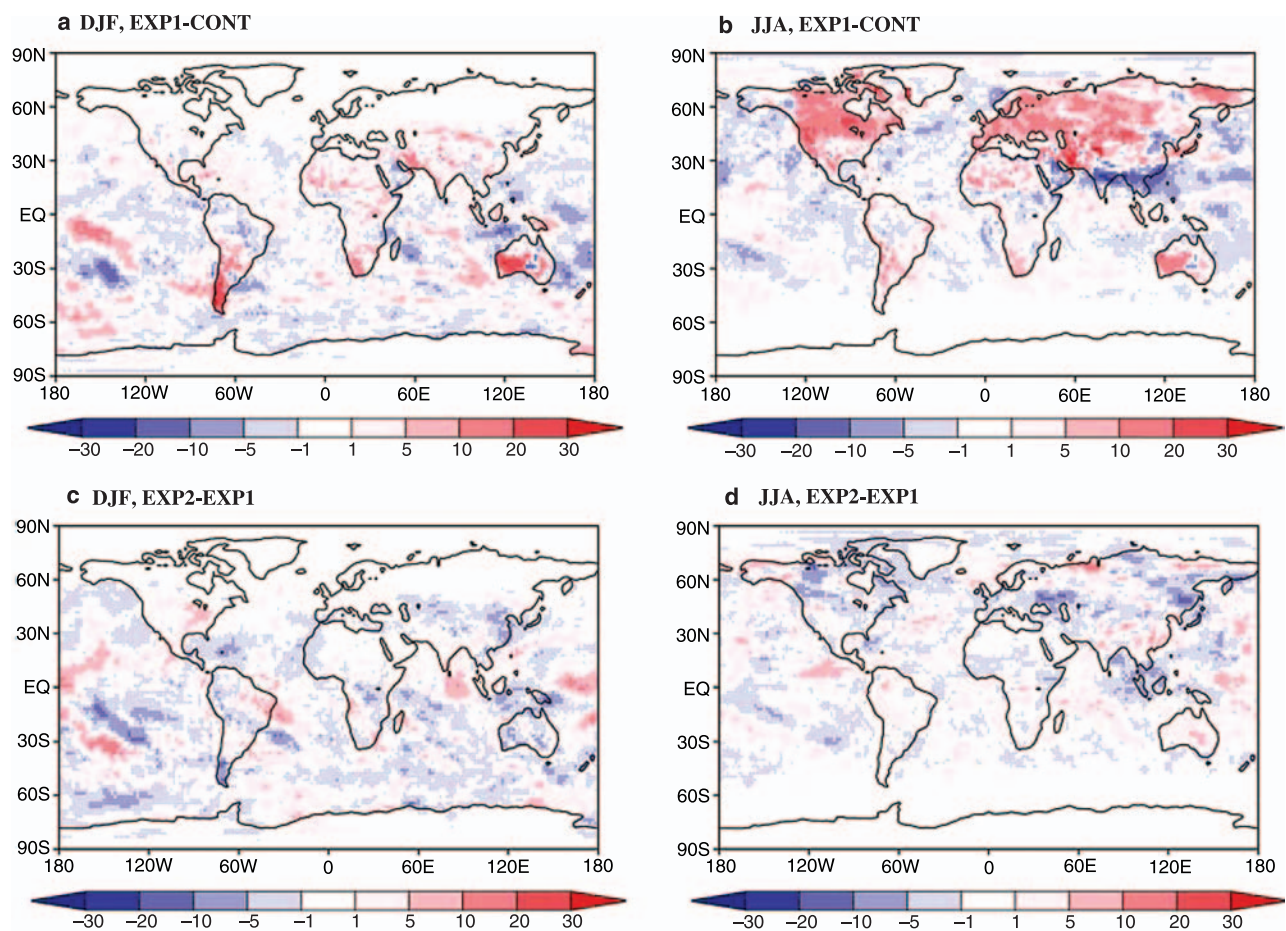 a DJF, EXP1-CONT
90N
60N
30N
EQ
30S
60S
90S
180 120W 60W 0 60E 120E 180
–30 –20 –10 –5 –1 1 5 10 20 30
b JJA, EXP1-CONT
90N
60N
30N
EQ
30S
60S
90S
180 120W 60W 0 60E 120E 180
–30 –20 –10 –5 –1 1 5 10 20 30
c DJF, EXP2-EXP1
90N
60N
30N
EQ
30S
60S
90S
180 120W 60W 0 60E 120E 180
–30 –20 –10 –5 –1 1 5 10 20 30
d JJA, EXP2-EXP1
90N
60N
30N
EQ
30S
60S
90S
180 120W 60W 0 60E 120E 180
–30 –20 –10 –5 –1 1 5 10 20 30